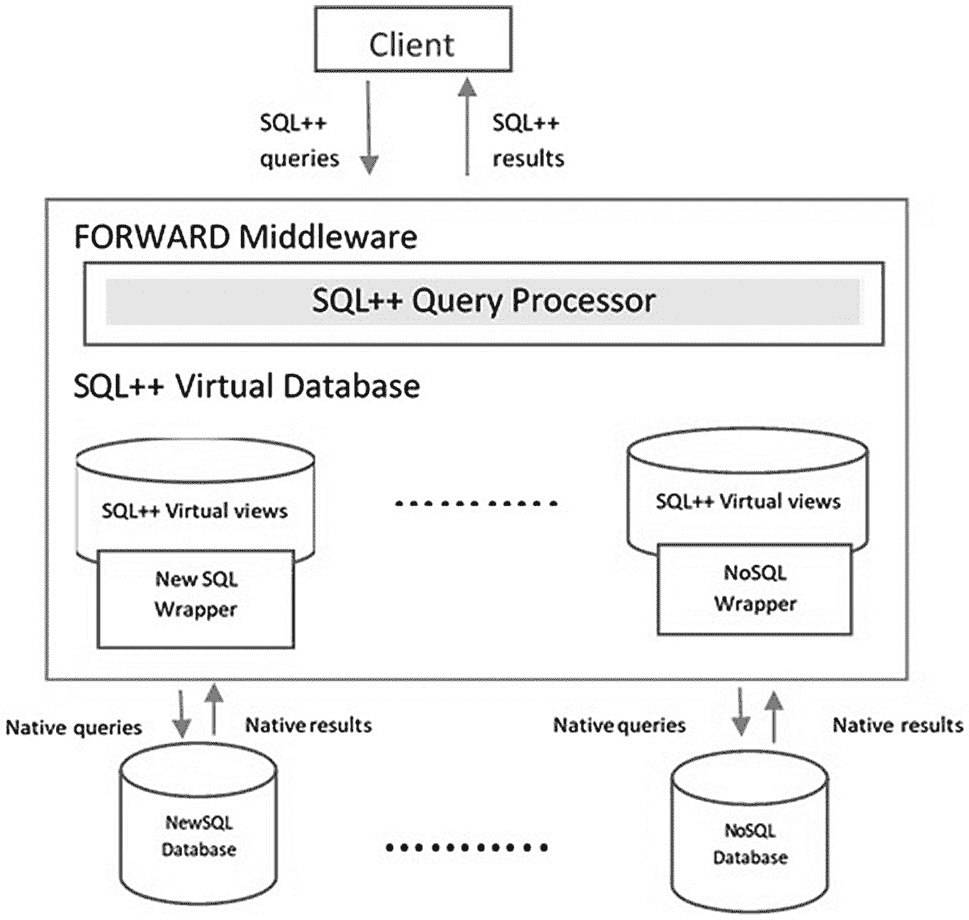 Client
SQL++
queries
SQL++
results
FORWARD Middleware
SQL++ Query Processor
SQL++ Virtual Database
SQL++ Virtual views
SQL++ Virtual views
New SQL
Wrapper
NoSQL
Wrapper
Native queries
Native results
Native queries
Native results
NewSQL
Database
NoSQL
Database